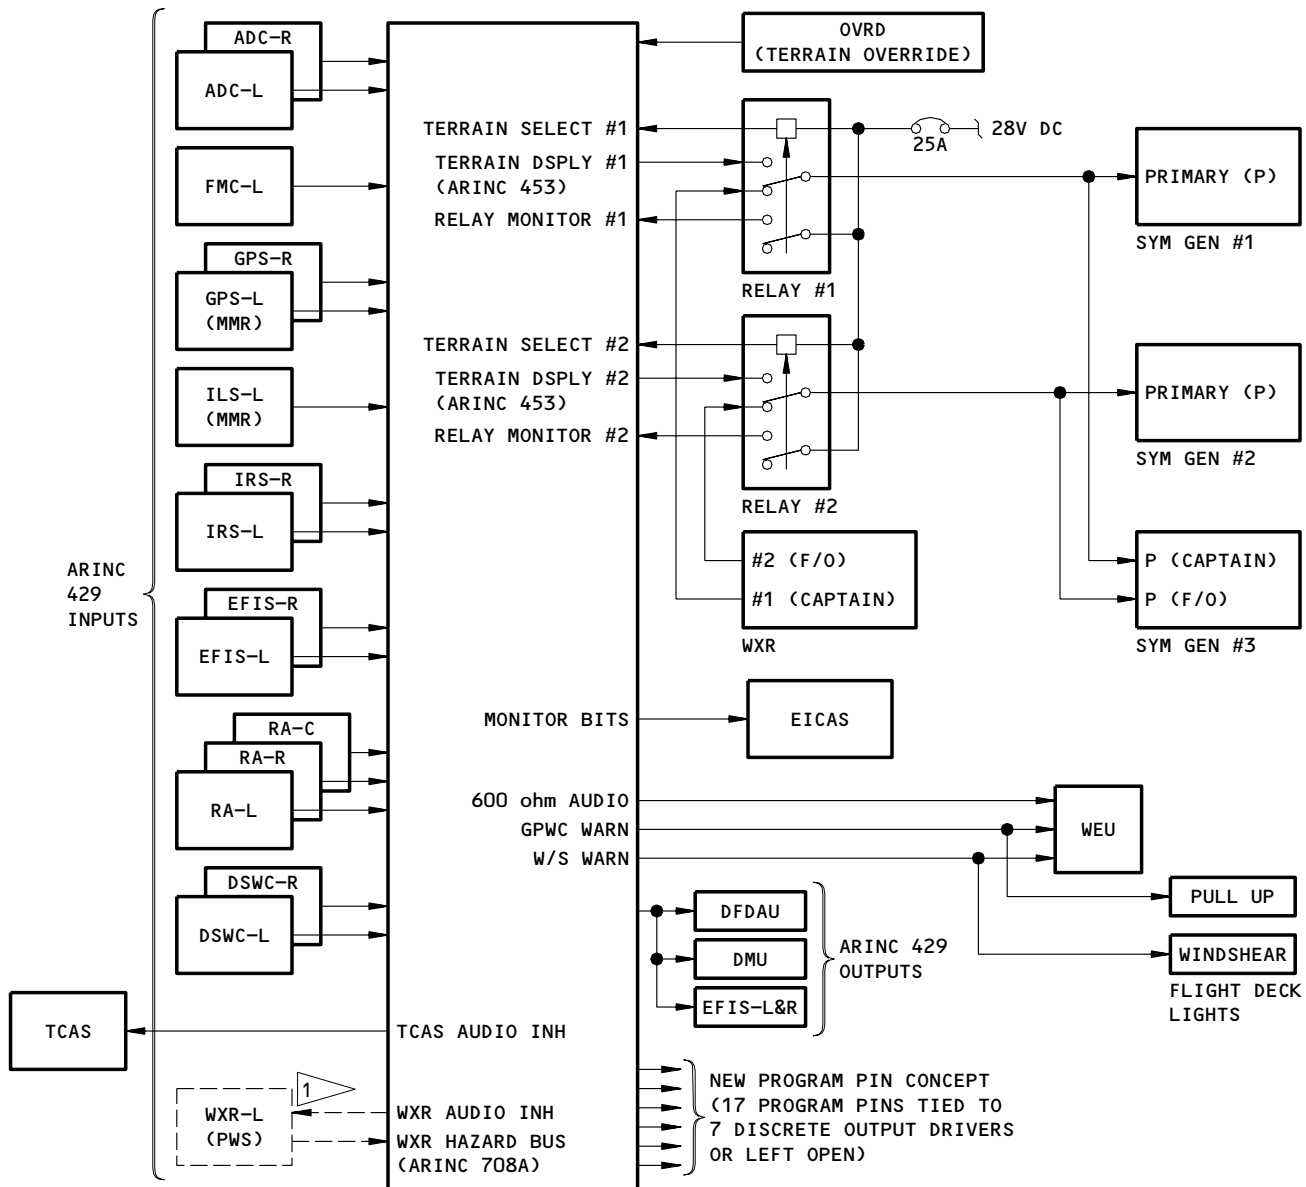 ADC-R
ADC-L
FMC-L
GPS-R
GPS-L
(MMR)
ILS-L
(MMR)
IRS-R
IRS-L
ARINC
429
INPUTS
EFIS-R
EFIS-L
RA-C
RA-R
RA-L
DSWC-R
DSWC-L
TCAS
WXR-L
(PWS)
1
TERRAIN SELECT #1
TERRAIN DSPLY #1
(ARINC 453)
RELAY MONITOR #1
TERRAIN SELECT #2
TERRAIN DSPLY #2
(ARINC 453)
RELAY MONITOR #2
MONITOR BITS
600 ohm AUDIO
GPWC WARN
W/S WARN
TCAS AUDIO INH
WXR AUDIO INH
WXR HAZARD BUS
(ARINC 708A)
OVRD
(TERRAIN OVERRIDE)
28V DC
25A
RELAY #1
RELAY #2
#2 (F/O)
#1 (CAPTAIN)
WXR
PRIMARY (P)
SYM GEN #1
PRIMARY (P)
SYM GEN #2
P (CAPTAIN)
P (F/O)
SYM GEN #3
EICAS
WEU
PULL UP
WINDSHEAR
FLIGHT DECK
LIGHTS
DFDAU
DMU
EFIS-L&R
ARINC 429
OUTPUTS
NEW PROGRAM PIN CONCEPT
(17 PROGRAM PINS TIED TO
7 DISCRETE OUTPUT DRIVERS
OR LEFT OPEN)